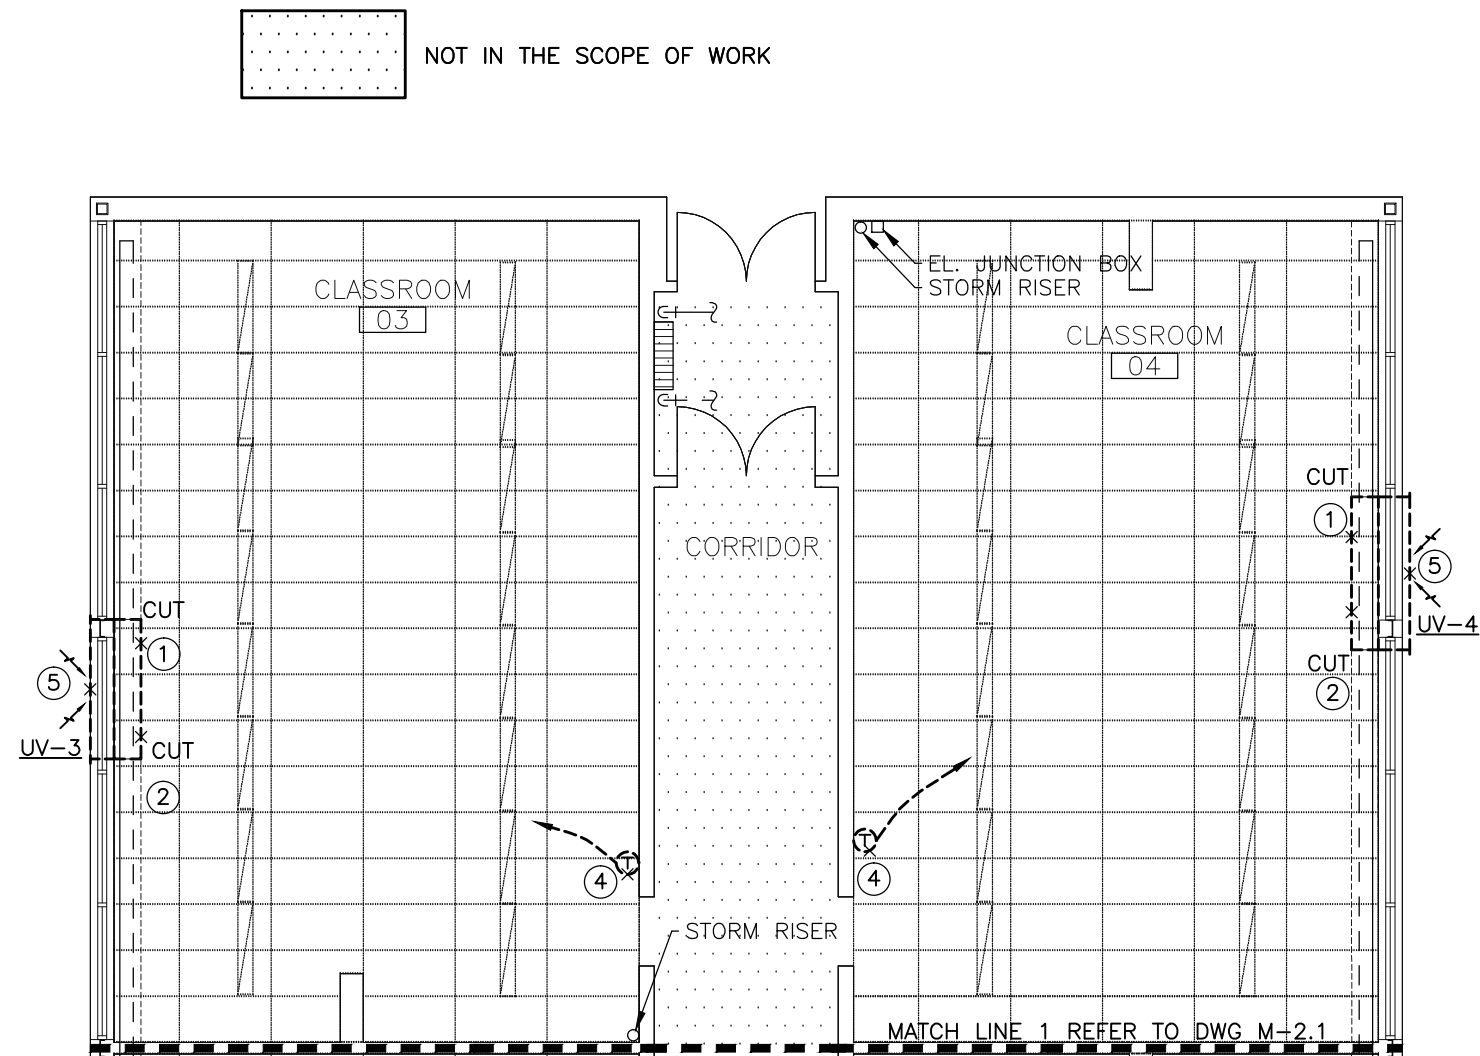 NOT IN THE SCOPE OF WORK
EL. JUNCTION BOX
STORM RISER
CLASSROOM
03
CLASSROOM
04
CUT
1
5
CORRIDOR
CUT
1
5
UV-4
CUT
2
UV-3
CUT
2
T
4
T
4
STORM RISER
MATCH LINE 1 REFER TO DWG M-2.1